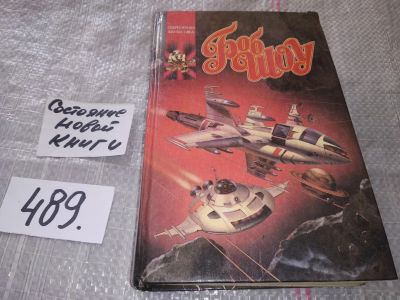 Боб
Шоу
Состояние
новой
книги
489.